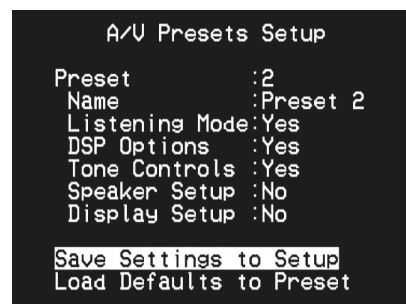 A/V Presets Setup
Preset :2
Name :Preset 2
Listening Mode:Yes
DSP Options :Yes
Tone Controls :Yes
Speaker Setup :No
Display Setup :No
Save Settings to Setup
Load Defaults to Preset